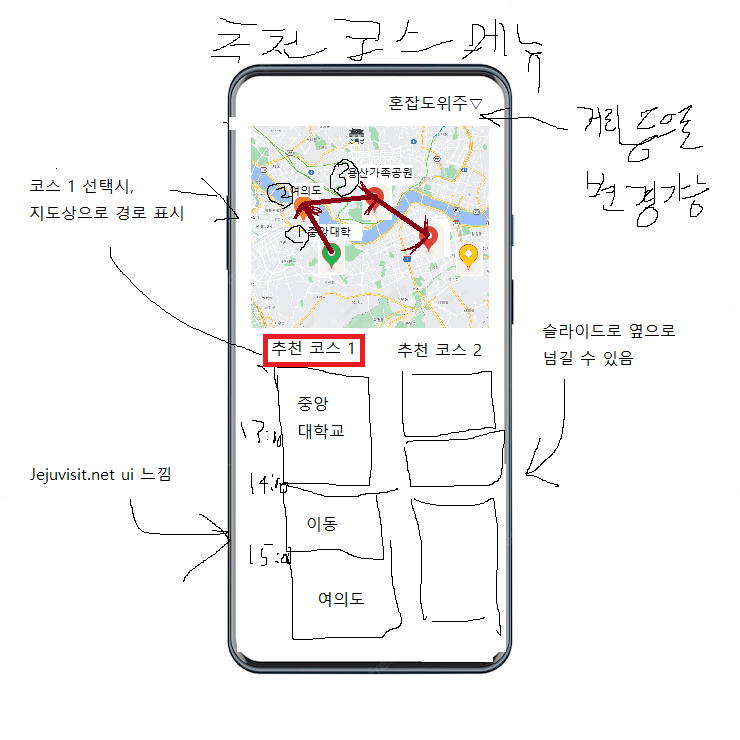 추천 코스 메뉴
혼잡도위주▽
거리 등으로
변경가능
코스 1 선택시,
지도상으로 경로 표시
③
용산가족공원
②
여의도
①
중앙대학
추천 코스 1
추천 코스 2
슬라이드로 옆으로
넘길 수 있음
중앙
대학교
13:00
14:00
Jejuvisit.net ui 느낌
이동
15:00
여의도